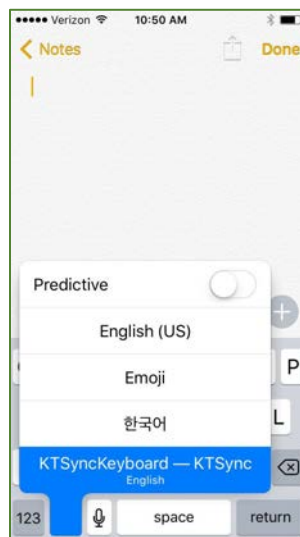 Verizon 10:50 AM
Notes Done
Predictive
English (US)
Emoji
P
한국어
L
KTSyncKeyboard — KTSync
English
123 space return